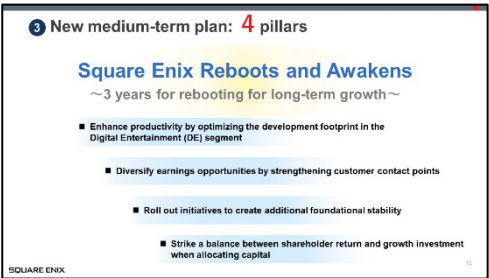 3 New medium-term plan: 4 pillars
Square Enix Reboots and Awakens
～3 years for rebooting for long-term growth～
■ Enhance productivity by optimizing the development footprint in the
Digital Entertainment (DE) segment
■ Diversify earnings opportunities by strengthening customer contact points
■ Roll out initiatives to create additional foundational stability
■ Strike a balance between shareholder return and growth investment
when allocating capital
SQUARE ENIX